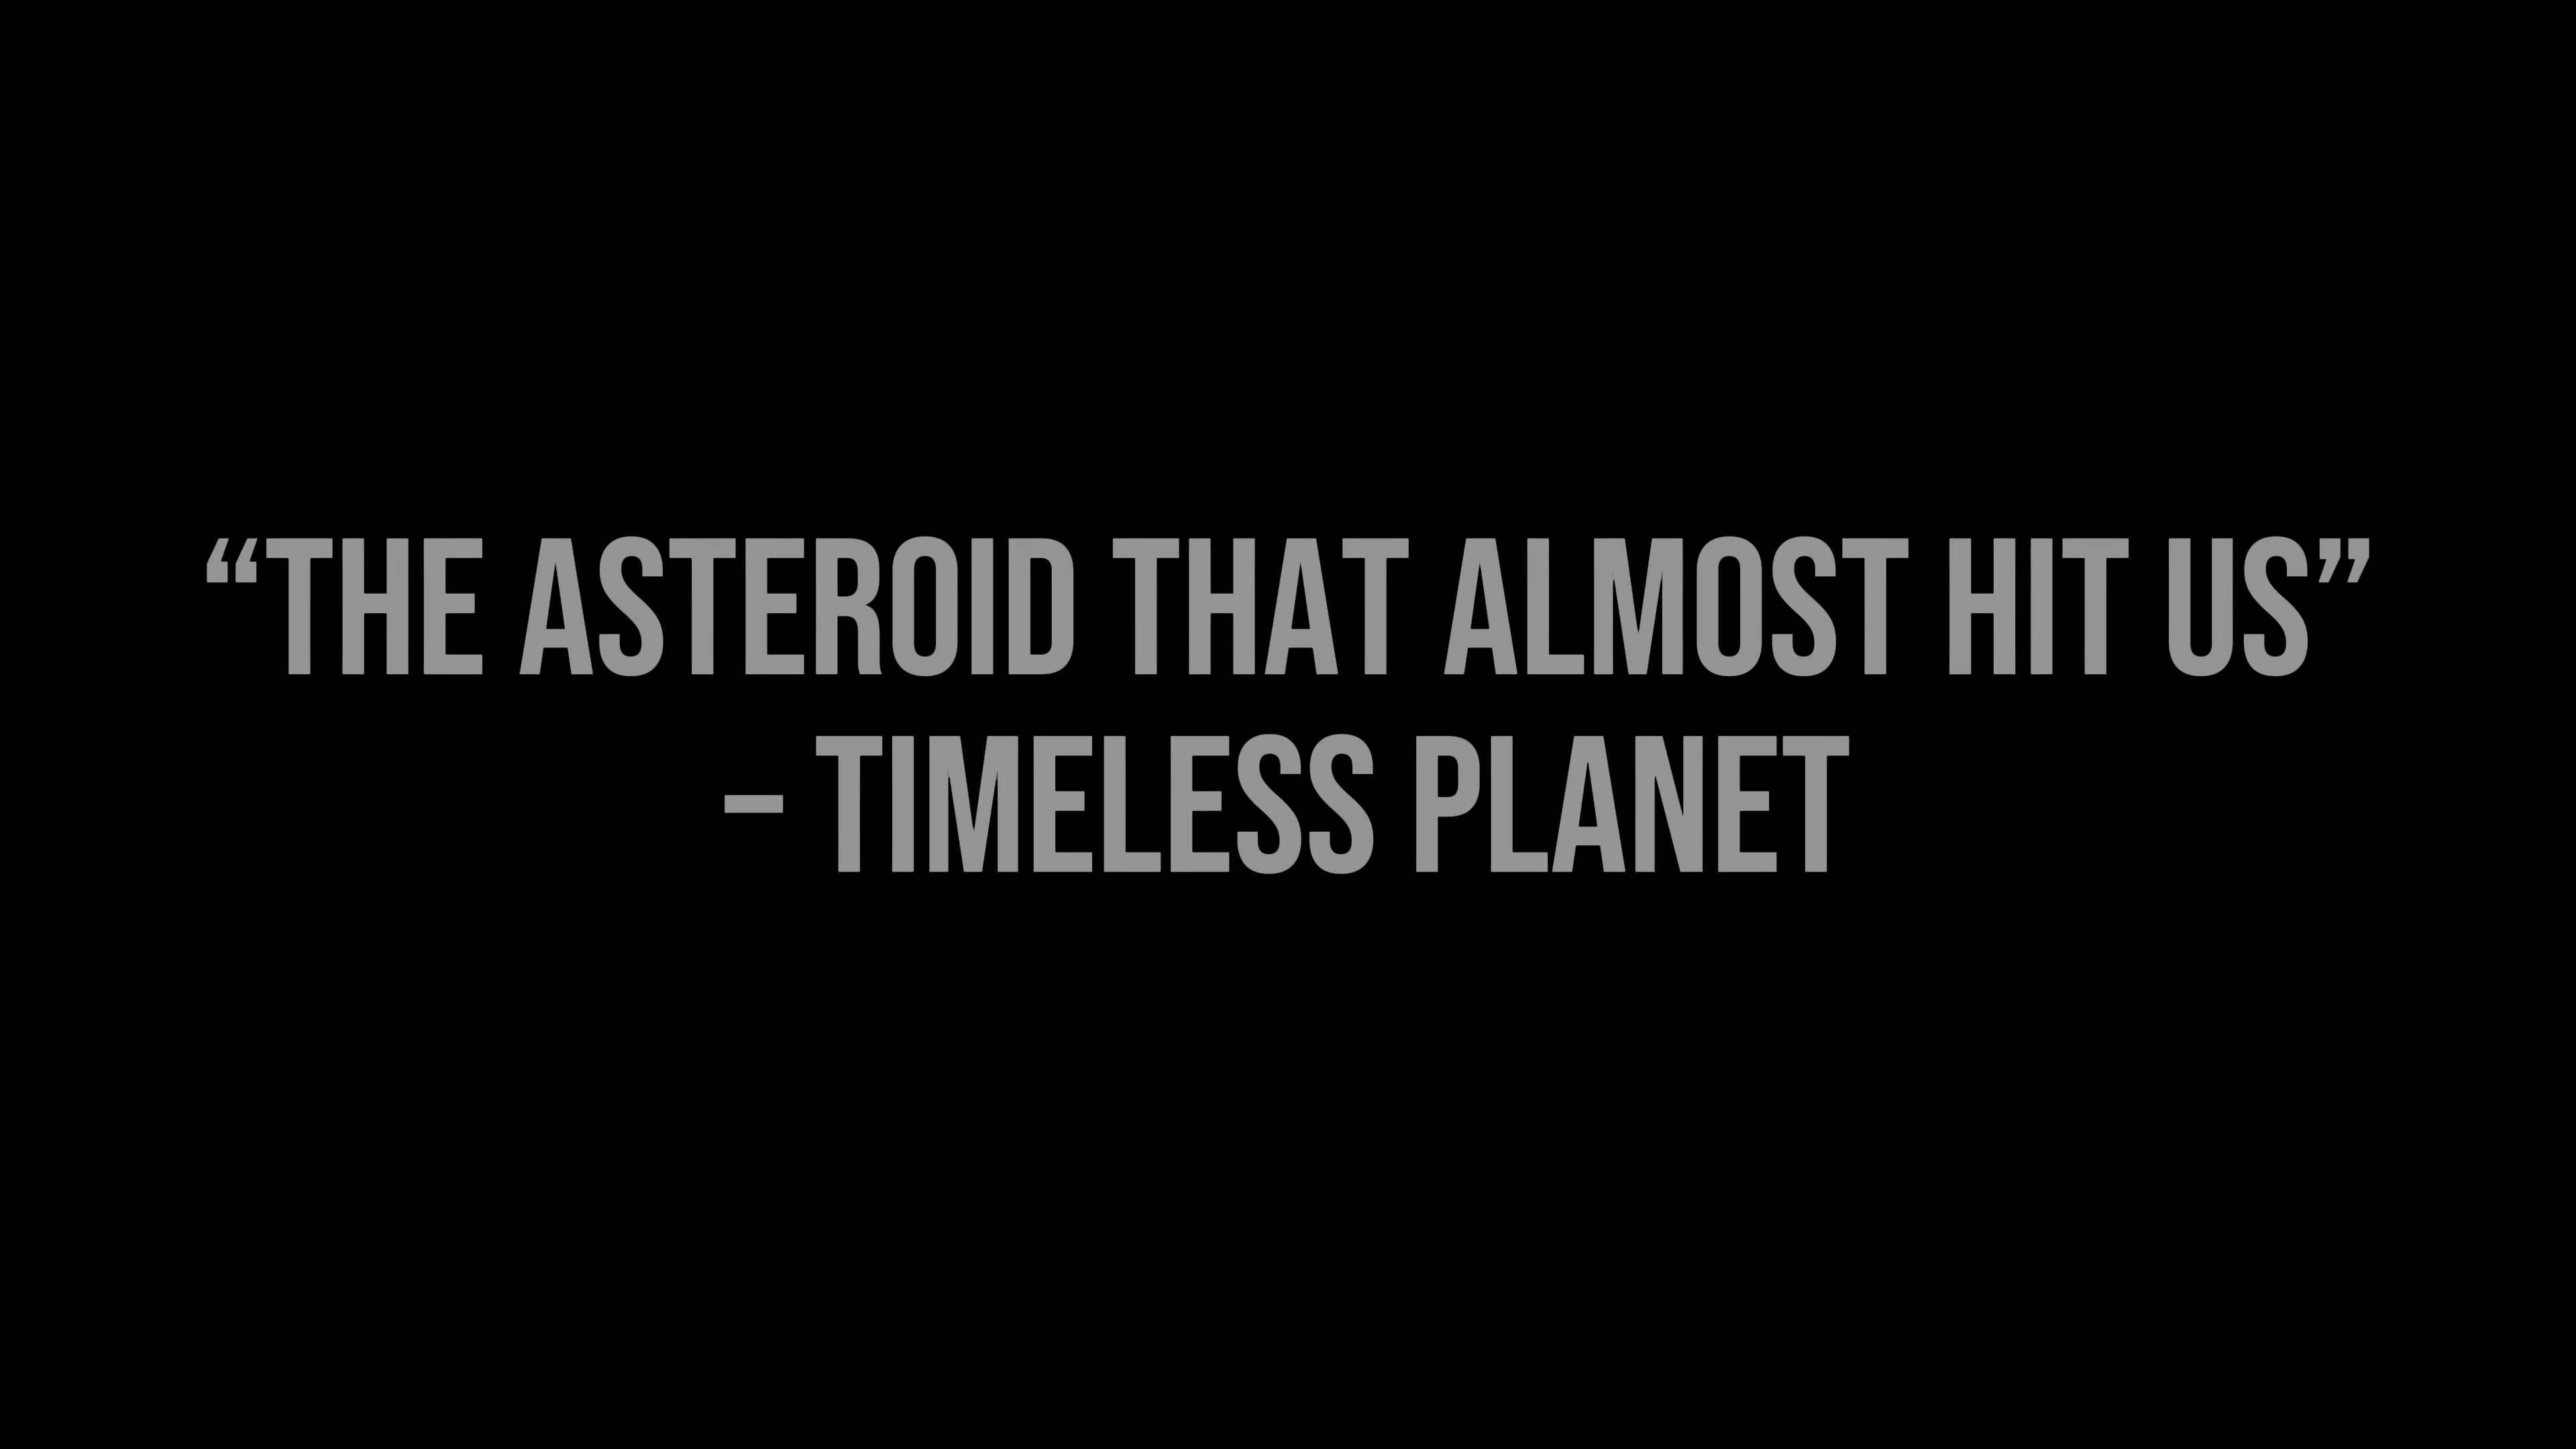 “THE ASTEROID THAT ALMOST HIT US”
– TIMELESS PLANET